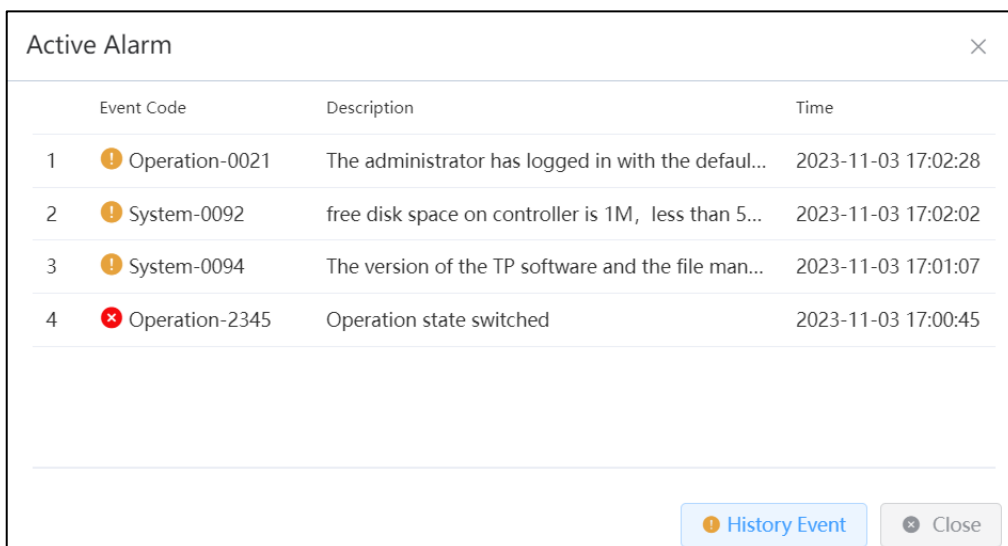 Active Alarm
Event Code Description Time
1 Operation-0021 The administrator has logged in with the defaul... 2023-11-03 17:02:28
2 System-0092 free disk space on controller is 1M, less than 5... 2023-11-03 17:02:02
3 System-0094 The version of the TP software and the file man... 2023-11-03 17:01:07
4 Operation-2345 Operation state switched 2023-11-03 17:00:45
History Event Close